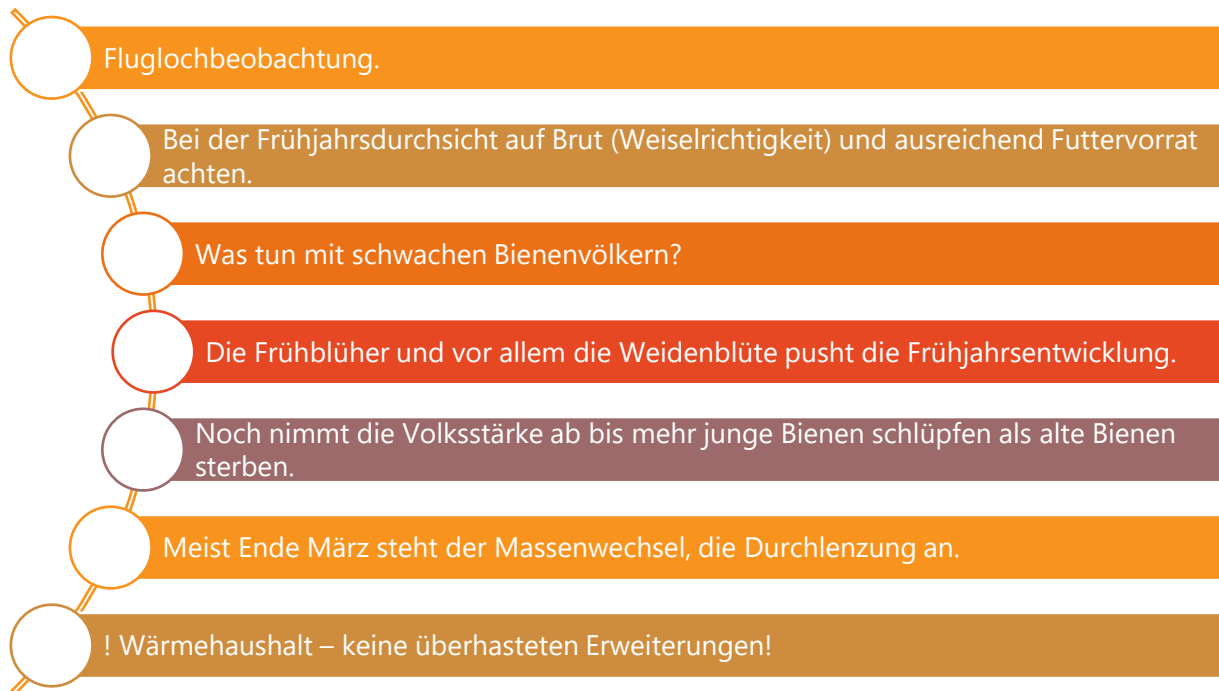 Fluglochbeobachtung.
Bei der Frühjahrsdurchsicht auf Brut (Weiselrichtigkeit) und ausreichend Futtervorrat
achten.
Was tun mit schwachen Bienenvölkern?
Die Frühblüher und vor allem die Weidenblüte pusht die Frühjahrsentwicklung.
Noch nimmt die Volksstärke ab bis mehr junge Bienen schlüpfen als alte Bienen
sterben.
Meist Ende März steht der Massenwechsel, die Durchlenzung an.
! Wärmehaushalt – keine überhasteten Erweiterungen!